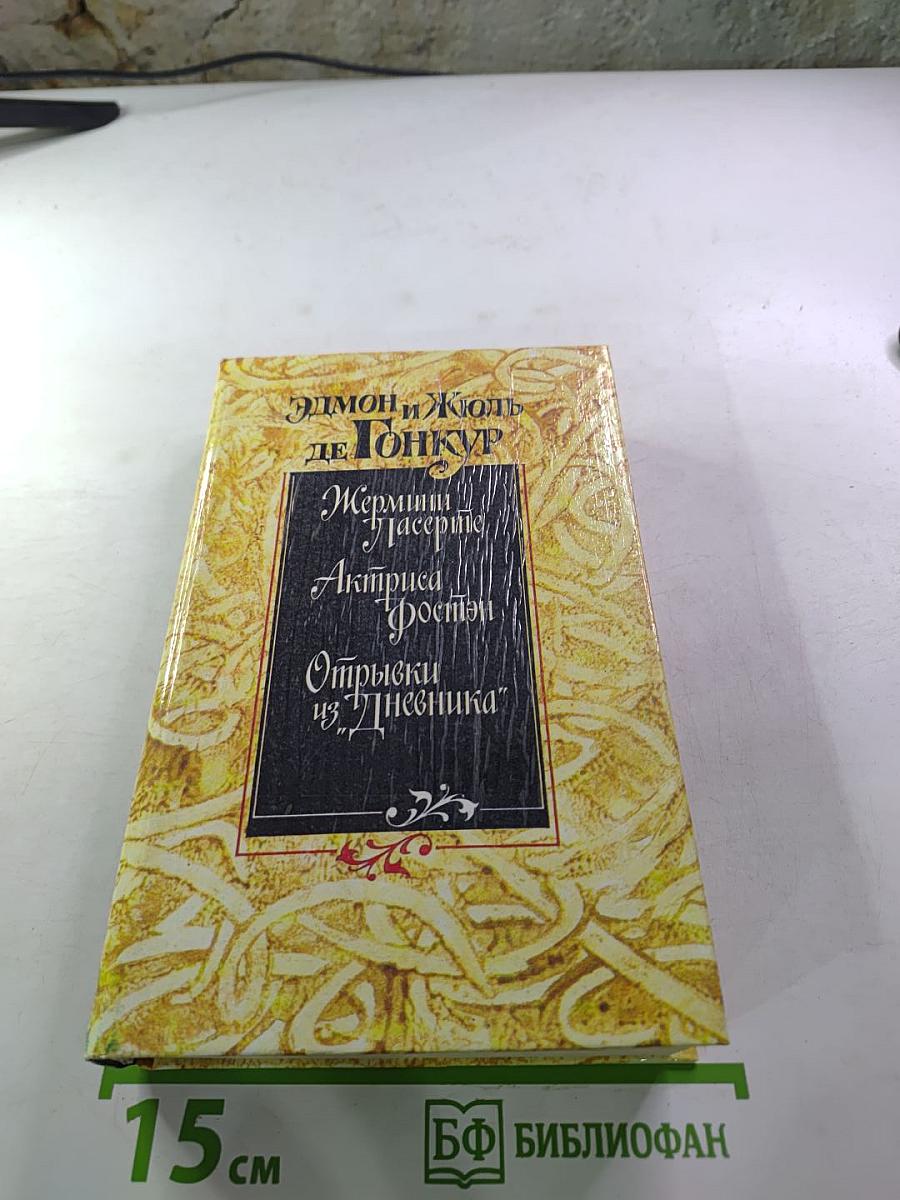 ЭДМОН и ЖЮЛЬ
ДЕ ГОНКУР
Жермини
Ласерте
Актриса
Фостэн
Отрывки
из „Дневника"
15 см
БФ БИБЛИОФАН